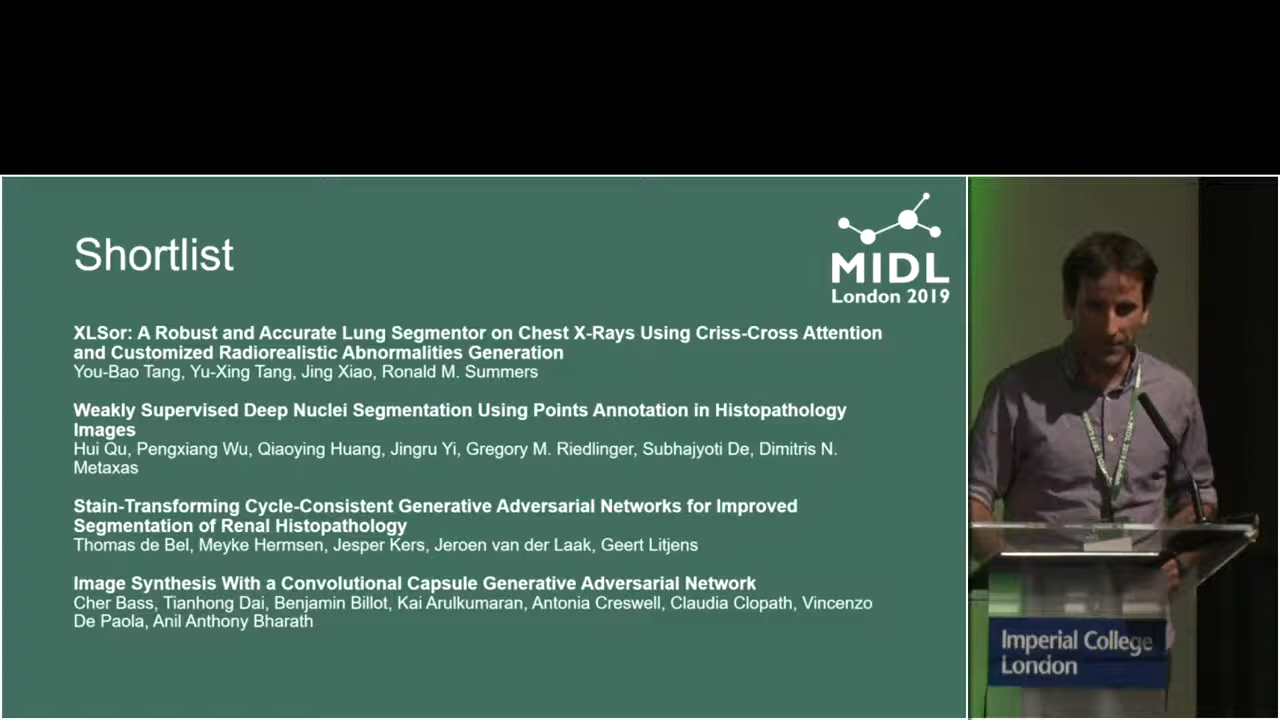 Shortlist
MIDL
London 2019
XLSor: A Robust and Accurate Lung Segmentor on Chest X-Rays Using Criss-Cross Attention
and Customized Radiorealistic Abnormalities Generation
You-Bao Tang, Yu-Xing Tang, Jing Xiao, Ronald M. Summers
Weakly Supervised Deep Nuclei Segmentation Using Points Annotation in Histopathology
Images
Hui Qu, Pengxiang Wu, Qiaoying Huang, Jingru Yi, Gregory M. Riedlinger, Subhajyoti De, Dimitris N.
Metaxas
Stain-Transforming Cycle-Consistent Generative Adversarial Networks for Improved
Segmentation of Renal Histopathology
Thomas de Bel, Meyke Hermsen, Jesper Kers, Jeroen van der Laak, Geert Litjens
Image Synthesis With a Convolutional Capsule Generative Adversarial Network
Cher Bass, Tianhong Dai, Benjamin Billot, Kai Arulkumaran, Antonia Creswell, Claudia Clopath, Vincenzo
De Paola, Anil Anthony Bharath
Imperial College
London